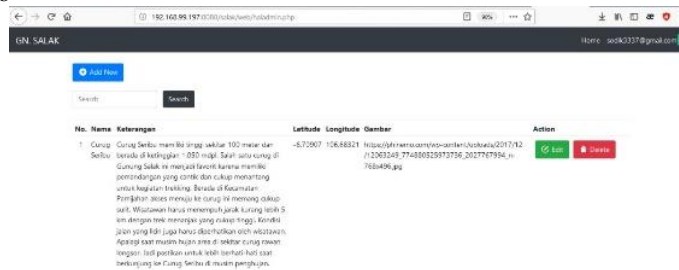 192.168.99.197:8080/salak/web/haladmin.php
90%
GN. SALAK
Home sedik3337@gmail.com
Add New
Search
Search
No. Nama Keterangan Latitude Longitude Gambar Action
1 Curug Curug Seribu memiliki tinggi sekitar 100 meter dan -6.70907 106.68321 https://phinemo.com/wp-content/uploads/2017/12
Seribu berada di ketinggian 1.050 mdpl. Salah satu curug di
Edit Delete
Gunung Salak ini menjadi favorit karena memiliki
pemandangan yang cantik dan cukup menantang
untuk kegiatan trekking. Berada di Kecamatan
Pamijahan akses menuju ke curug ini memang cukup
sulit. Wisatawan harus menempuh jarak kurang lebih 5
km dengan trek menanjak yang cukup tinggi. Kondisi
jalan yang licin juga harus diperhatikan oleh wisatawan.
Apalagi saat musim hujan area di sekitar curug rawan
longsor. Jadi pastikan untuk lebih berhati-hati saat
berkunjung ke Curug Seribu di musim penghujan.